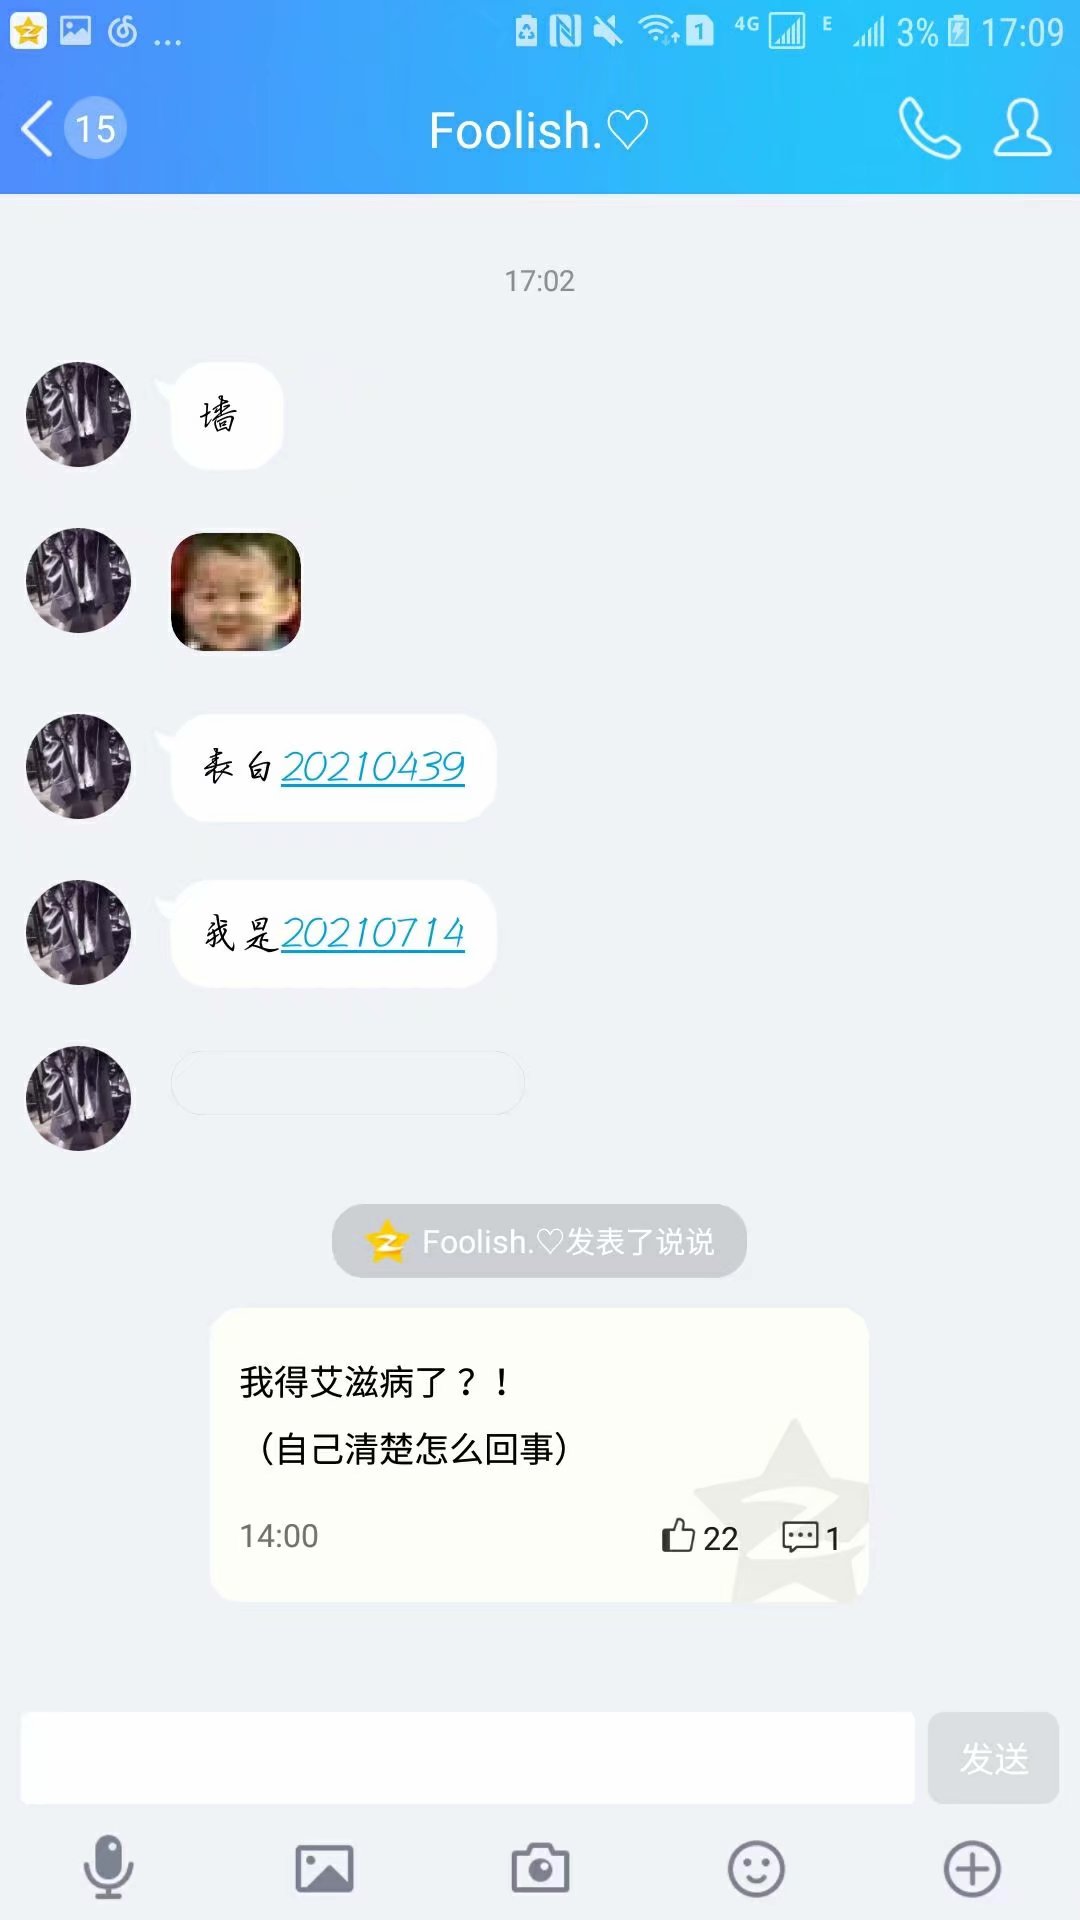 ... 1 4G E 3% 17:09
15 Foolish.♡
17:02
墙
表白20210439
我是20210714
Foolish.♡发表了说说
我得艾滋病了？！
（自己清楚怎么回事）
14:00 22 1
发送